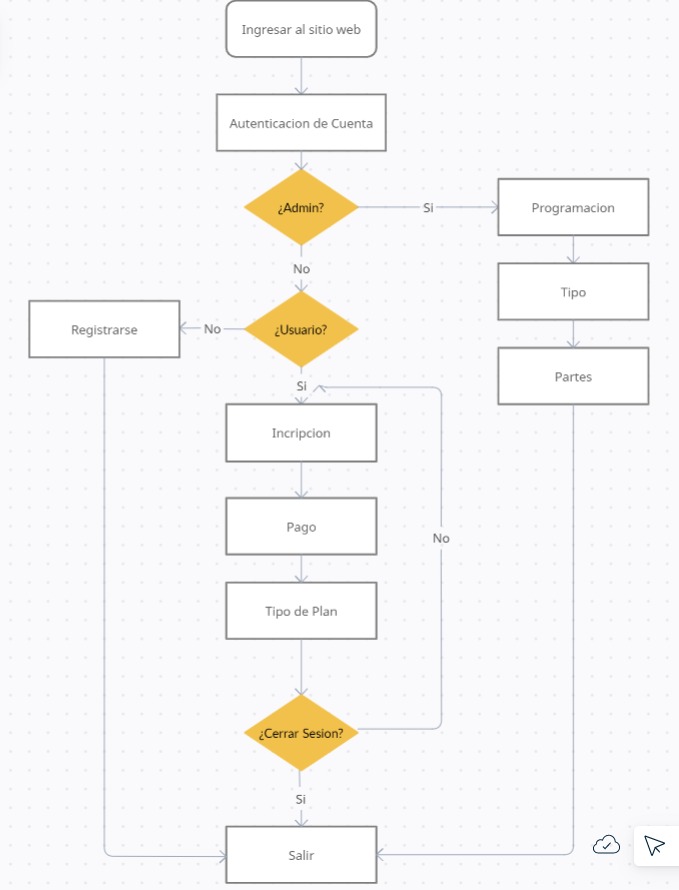 Ingresar al sitio web
Autenticacion de Cuenta
¿Admin?
Si
Programacion
No
Tipo
Registrarse
No
¿Usuario?
Partes
Si
Incripcion
Pago
No
Tipo de Plan
¿Cerrar Sesion?
Si
Salir